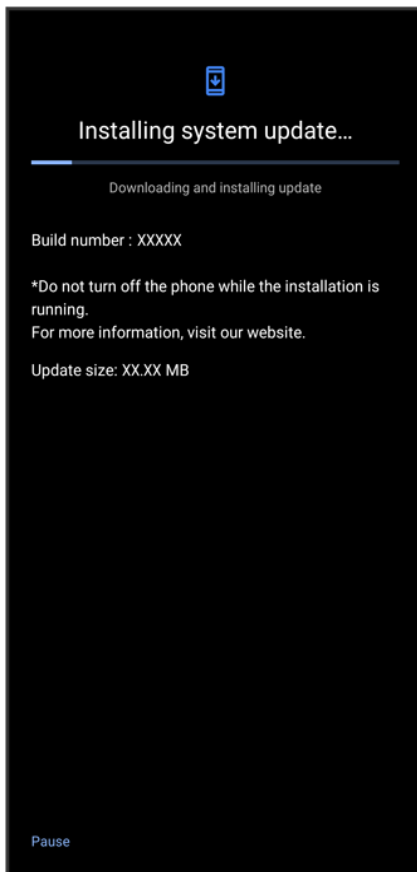 Installing system update…
Downloading and installing update
Build number : XXXXX
*Do not turn off the phone while the installation is
running.
For more information, visit our website.
Update size: XX.XX MB
Pause